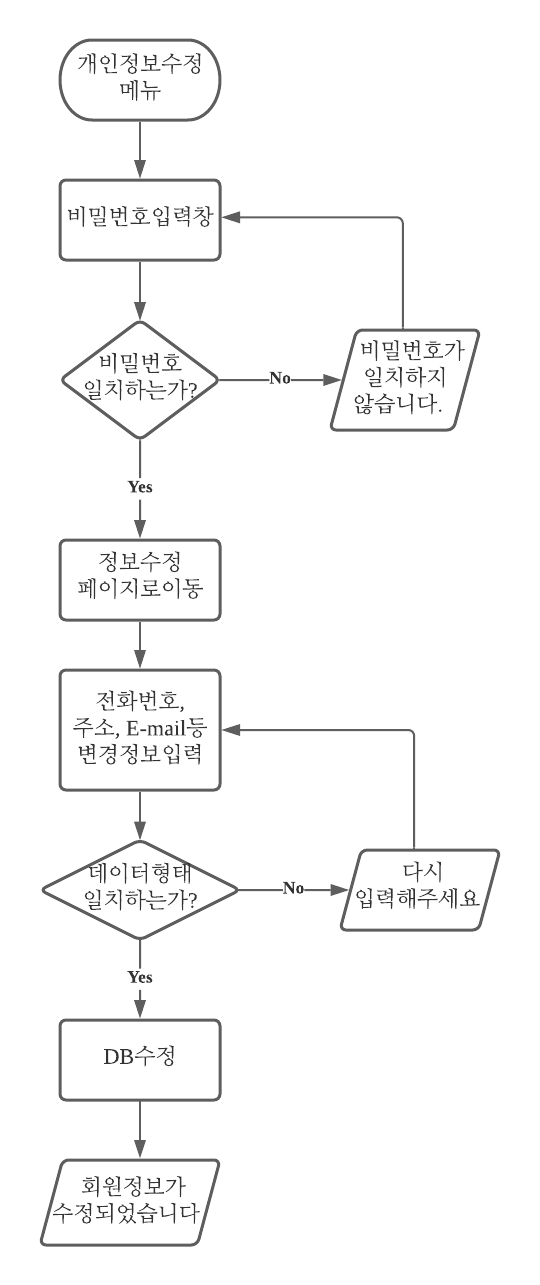 개인정보수정
메뉴
비밀번호입력창
비밀번호
일치하는가?
No
비밀번호가
일치하지
않습니다.
Yes
정보수정
페이지로이동
전화번호,
주소, E-mail등
변경정보입력
데이터형태
일치하는가?
No
다시
입력해주세요
Yes
DB수정
회원정보가
수정되었습니다